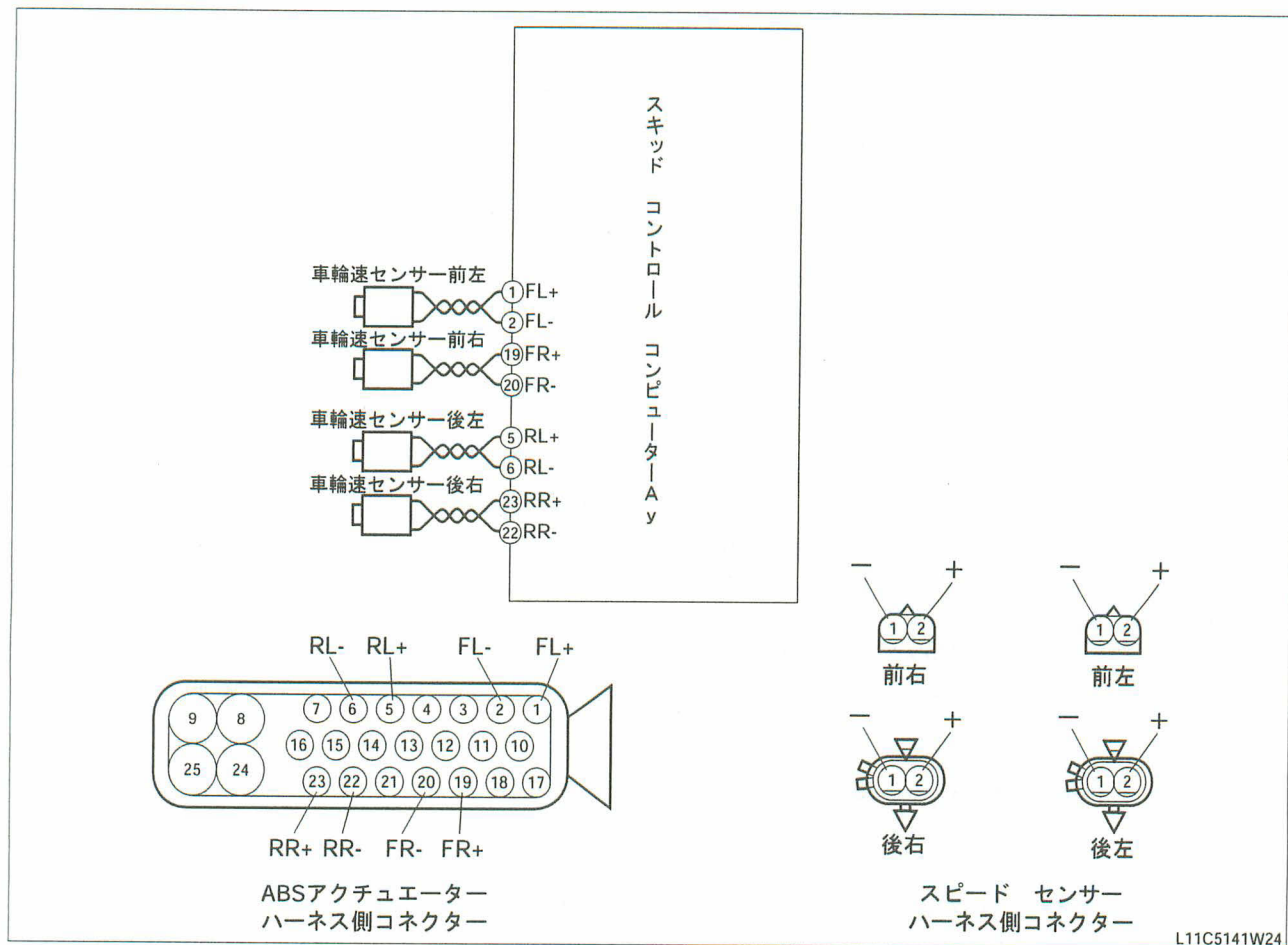 スキッド コントロール コンピューターAy
車輪速センサー前左
1 FL+
2 FL-
車輪速センサー前右
19 FR+
20 FR-
車輪速センサー後左
5 RL+
6 RL-
車輪速センサー後右
23 RR+
22 RR-
RL- RL+ FL- FL+
9 8 7 6 5 4 3 2 1
16 15 14 13 12 11 10
25 24 23 22 21 20 19 18 17
RR+ RR- FR- FR+
ABSアクチュエーター
ハーネス側コネクター
− + − +
1 2 1 2
前右 前左
− + − +
1 2 1 2
後右 後左
スピード センサー
ハーネス側コネクター
L11C5141W24